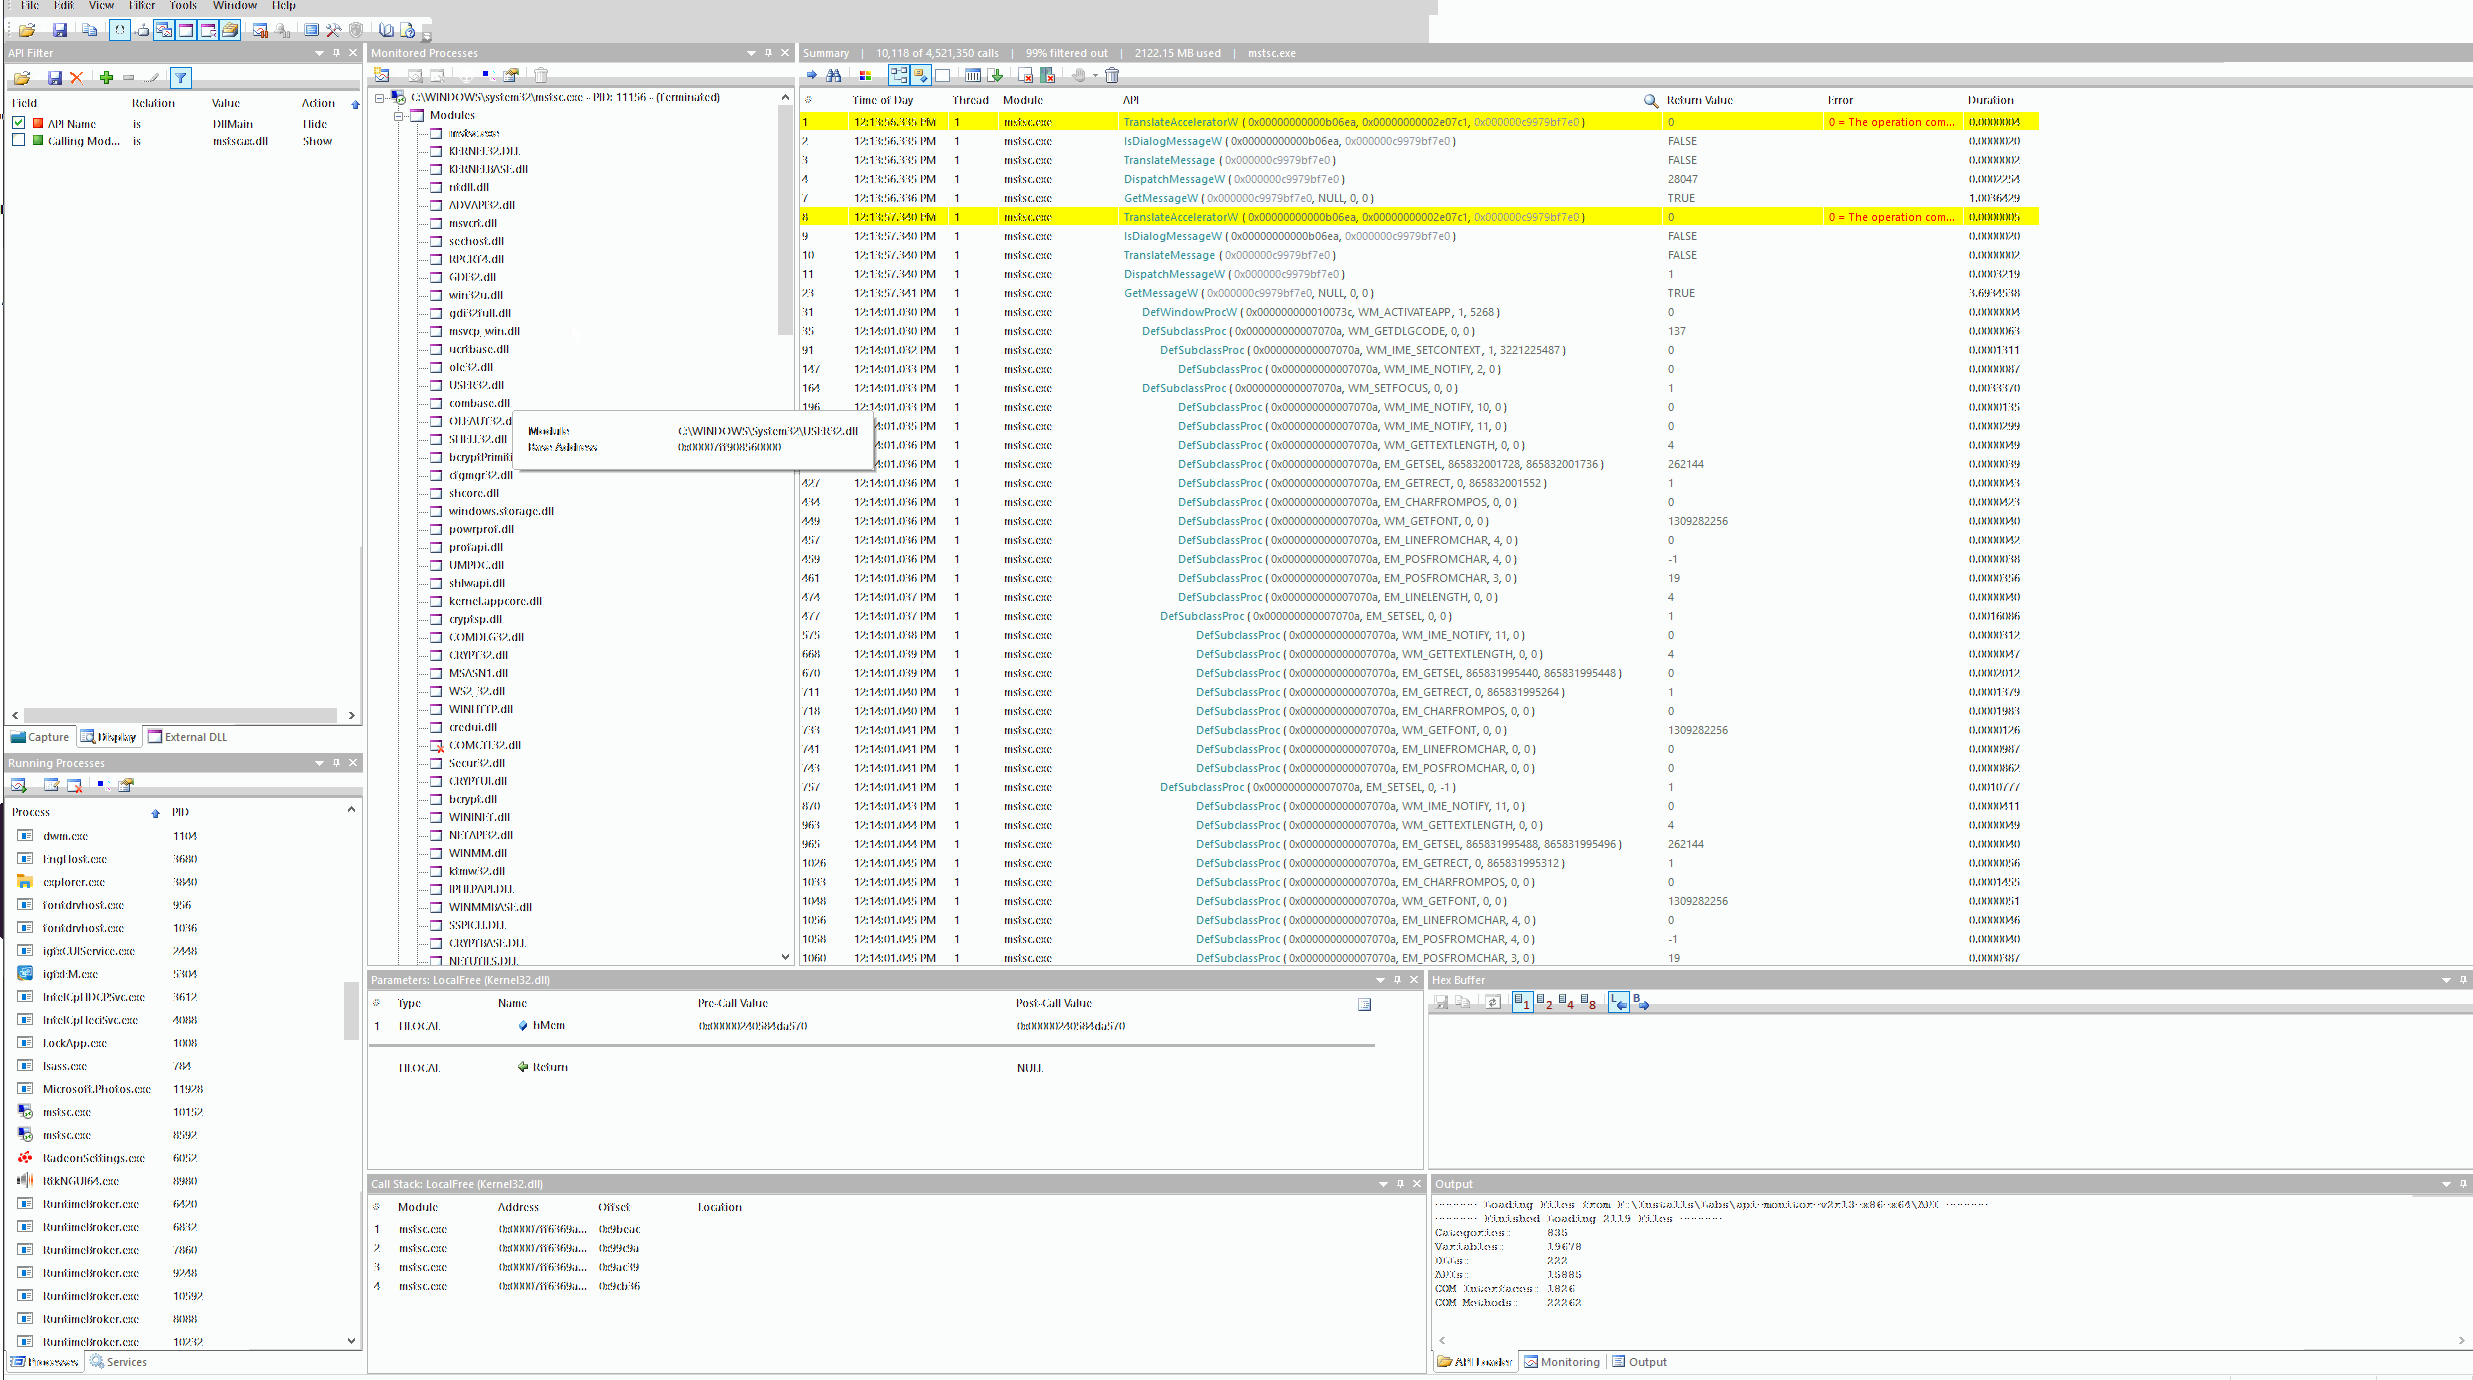 File Edit View Filter Tools Window Help
API Filter
Field Relation Value Action
API Name is DllMain Hide
Calling Mod... is mstscax.dll Show
Capture Display External DLL
Running Processes
Process PID
dwm.exe 1104
EngHost.exe 3680
explorer.exe 3840
fontdrvhost.exe 956
fontdrvhost.exe 1036
igfxCUIService.exe 2448
igfxEM.exe 5304
IntelCpHDCPSvc.exe 3612
IntelCpHeciSvc.exe 4088
LockApp.exe 1008
lsass.exe 784
Microsoft.Photos.exe 11928
mstsc.exe 10152
mstsc.exe 8592
RadeonSettings.exe 6052
RtkNGUI64.exe 8980
RuntimeBroker.exe 6420
RuntimeBroker.exe 6832
RuntimeBroker.exe 7860
RuntimeBroker.exe 9248
RuntimeBroker.exe 10592
RuntimeBroker.exe 8088
RuntimeBroker.exe 10232
Processes Services
Monitored Processes
C:\WINDOWS\system32\mstsc.exe - PID: 11156 - (Terminated)
Modules
mstsc.exe
KERNEL32.DLL
KERNELBASE.dll
ntdll.dll
ADVAPI32.dll
msvcrt.dll
sechost.dll
RPCRT4.dll
GDI32.dll
win32u.dll
gdi32full.dll
msvcp_win.dll
ucrtbase.dll
ole32.dll
USER32.dll
combase.dll
OLEAUT32.d
SHELL32.dll
bcryptPrimiti
cfgmgr32.dll
shcore.dll
windows.storage.dll
powrprof.dll
profapi.dll
UMPDC.dll
shlwapi.dll
kernel.appcore.dll
cryptsp.dll
COMDLG32.dll
CRYPT32.dll
MSASN1.dll
WS2_32.dll
WINHTTP.dll
credui.dll
COMCTL32.dll
Secur32.dll
CRYPTUI.dll
bcrypt.dll
WININET.dll
NETAPI32.dll
WINMM.dll
ktmw32.dll
IPHLPAPI.DLL
WINMMBASE.dll
SSPICLI.DLL
CRYPTBASE.DLL
NETUTILS.DLL
Module C:\WINDOWS\System32\USER32.dll
Base Address 0x00007ff908560000
Summary | 10,118 of 4,521,350 calls | 99% filtered out | 2122.15 MB used | mstsc.exe
# Time of Day Thread Module API Return Value Error Duration
1 12:13:56.335 PM 1 mstsc.exe TranslateAcceleratorW ( 0x00000000000b06ea, 0x00000000002e07c1, 0x000000c9979bf7e0 ) 0 0 = The operation com... 0.0000004
2 12:13:56.335 PM 1 mstsc.exe IsDialogMessageW ( 0x00000000000b06ea, 0x000000c9979bf7e0 ) FALSE 0.0000020
3 12:13:56.335 PM 1 mstsc.exe TranslateMessage ( 0x000000c9979bf7e0 ) FALSE 0.0000002
4 12:13:56.335 PM 1 mstsc.exe DispatchMessageW ( 0x000000c9979bf7e0 ) 28047 0.0002254
7 12:13:56.336 PM 1 mstsc.exe GetMessageW ( 0x000000c9979bf7e0, NULL, 0, 0 ) TRUE 1.0036429
8 12:13:57.340 PM 1 mstsc.exe TranslateAcceleratorW ( 0x00000000000b06ea, 0x00000000002e07c1, 0x000000c9979bf7e0 ) 0 0 = The operation com... 0.0000005
9 12:13:57.340 PM 1 mstsc.exe IsDialogMessageW ( 0x00000000000b06ea, 0x000000c9979bf7e0 ) FALSE 0.0000020
10 12:13:57.340 PM 1 mstsc.exe TranslateMessage ( 0x000000c9979bf7e0 ) FALSE 0.0000002
11 12:13:57.340 PM 1 mstsc.exe DispatchMessageW ( 0x000000c9979bf7e0 ) 1 0.0003219
23 12:13:57.341 PM 1 mstsc.exe GetMessageW ( 0x000000c9979bf7e0, NULL, 0, 0 ) TRUE 3.6934538
31 12:14:01.030 PM 1 mstsc.exe DefWindowProcW ( 0x000000000010073c, WM_ACTIVATEAPP, 1, 5268 ) 0 0.0000004
35 12:14:01.030 PM 1 mstsc.exe DefSubclassProc ( 0x000000000007070a, WM_GETDLGCODE, 0, 0 ) 137 0.0000063
91 12:14:01.032 PM 1 mstsc.exe DefSubclassProc ( 0x000000000007070a, WM_IME_SETCONTEXT, 1, 3221225487 ) 0 0.0001311
147 12:14:01.033 PM 1 mstsc.exe DefSubclassProc ( 0x000000000007070a, WM_IME_NOTIFY, 2, 0 ) 0 0.0000087
164 12:14:01.033 PM 1 mstsc.exe DefSubclassProc ( 0x000000000007070a, WM_SETFOCUS, 0, 0 ) 1 0.0033370
196 12:14:01.033 PM 1 mstsc.exe DefSubclassProc ( 0x000000000007070a, WM_IME_NOTIFY, 10, 0 ) 0 0.0000135
:14:01.035 PM 1 mstsc.exe DefSubclassProc ( 0x000000000007070a, WM_IME_NOTIFY, 11, 0 ) 0 0.0000299
:14:01.036 PM 1 mstsc.exe DefSubclassProc ( 0x000000000007070a, WM_GETTEXTLENGTH, 0, 0 ) 4 0.0000049
:14:01.036 PM 1 mstsc.exe DefSubclassProc ( 0x000000000007070a, EM_GETSEL, 865832001728, 865832001736 ) 262144 0.0000039
427 12:14:01.036 PM 1 mstsc.exe DefSubclassProc ( 0x000000000007070a, EM_GETRECT, 0, 865832001552 ) 1 0.0000043
434 12:14:01.036 PM 1 mstsc.exe DefSubclassProc ( 0x000000000007070a, EM_CHARFROMPOS, 0, 0 ) 0 0.0000423
449 12:14:01.036 PM 1 mstsc.exe DefSubclassProc ( 0x000000000007070a, WM_GETFONT, 0, 0 ) 1309282256 0.0000040
457 12:14:01.036 PM 1 mstsc.exe DefSubclassProc ( 0x000000000007070a, EM_LINEFROMCHAR, 4, 0 ) 0 0.0000042
459 12:14:01.036 PM 1 mstsc.exe DefSubclassProc ( 0x000000000007070a, EM_POSFROMCHAR, 4, 0 ) -1 0.0000038
461 12:14:01.036 PM 1 mstsc.exe DefSubclassProc ( 0x000000000007070a, EM_POSFROMCHAR, 3, 0 ) 19 0.0000356
474 12:14:01.037 PM 1 mstsc.exe DefSubclassProc ( 0x000000000007070a, EM_LINELENGTH, 0, 0 ) 4 0.0000040
477 12:14:01.037 PM 1 mstsc.exe DefSubclassProc ( 0x000000000007070a, EM_SETSEL, 0, 0 ) 1 0.0016086
575 12:14:01.038 PM 1 mstsc.exe DefSubclassProc ( 0x000000000007070a, WM_IME_NOTIFY, 11, 0 ) 0 0.0000312
668 12:14:01.039 PM 1 mstsc.exe DefSubclassProc ( 0x000000000007070a, WM_GETTEXTLENGTH, 0, 0 ) 4 0.0000047
670 12:14:01.039 PM 1 mstsc.exe DefSubclassProc ( 0x000000000007070a, EM_GETSEL, 865831995440, 865831995448 ) 0 0.0002012
711 12:14:01.040 PM 1 mstsc.exe DefSubclassProc ( 0x000000000007070a, EM_GETRECT, 0, 865831995264 ) 1 0.0001379
718 12:14:01.040 PM 1 mstsc.exe DefSubclassProc ( 0x000000000007070a, EM_CHARFROMPOS, 0, 0 ) 0 0.0001983
733 12:14:01.041 PM 1 mstsc.exe DefSubclassProc ( 0x000000000007070a, WM_GETFONT, 0, 0 ) 1309282256 0.0000126
741 12:14:01.041 PM 1 mstsc.exe DefSubclassProc ( 0x000000000007070a, EM_LINEFROMCHAR, 0, 0 ) 0 0.0000987
743 12:14:01.041 PM 1 mstsc.exe DefSubclassProc ( 0x000000000007070a, EM_POSFROMCHAR, 0, 0 ) 0 0.0000862
757 12:14:01.041 PM 1 mstsc.exe DefSubclassProc ( 0x000000000007070a, EM_SETSEL, 0, -1 ) 1 0.0010777
870 12:14:01.043 PM 1 mstsc.exe DefSubclassProc ( 0x000000000007070a, WM_IME_NOTIFY, 11, 0 ) 0 0.0000411
963 12:14:01.044 PM 1 mstsc.exe DefSubclassProc ( 0x000000000007070a, WM_GETTEXTLENGTH, 0, 0 ) 4 0.0000049
965 12:14:01.044 PM 1 mstsc.exe DefSubclassProc ( 0x000000000007070a, EM_GETSEL, 865831995488, 865831995496 ) 262144 0.0000040
1026 12:14:01.045 PM 1 mstsc.exe DefSubclassProc ( 0x000000000007070a, EM_GETRECT, 0, 865831995312 ) 1 0.0000056
1033 12:14:01.045 PM 1 mstsc.exe DefSubclassProc ( 0x000000000007070a, EM_CHARFROMPOS, 0, 0 ) 0 0.0001455
1048 12:14:01.045 PM 1 mstsc.exe DefSubclassProc ( 0x000000000007070a, WM_GETFONT, 0, 0 ) 1309282256 0.0000051
1056 12:14:01.045 PM 1 mstsc.exe DefSubclassProc ( 0x000000000007070a, EM_LINEFROMCHAR, 4, 0 ) 0 0.0000046
1058 12:14:01.045 PM 1 mstsc.exe DefSubclassProc ( 0x000000000007070a, EM_POSFROMCHAR, 4, 0 ) -1 0.0000040
1060 12:14:01.045 PM 1 mstsc.exe DefSubclassProc ( 0x000000000007070a, EM_POSFROMCHAR, 3, 0 ) 19 0.0000387
Parameters: LocalFree (Kernel32.dll)
# Type Name Pre-Call Value Post-Call Value
1 HLOCAL hMem 0x00000240584da570 0x00000240584da570
HLOCAL Return NULL
Call Stack: LocalFree (Kernel32.dll)
# Module Address Offset Location
1 mstsc.exe 0x00007ff6369a... 0x9beac
2 mstsc.exe 0x00007ff6369a... 0x99c9a
3 mstsc.exe 0x00007ff6369a... 0x9ac39
4 mstsc.exe 0x00007ff6369a... 0x9cb36
Hex Buffer
1 2 4 8 L B
Output
------- Loading Files from F:\Installs\Tabs\api-monitor-v2r13-x86-x64\API -------
------- Finished Loading 2119 Files -------
Categories: 835
Variables: 19678
DLLs: 222
APIs: 15885
COM Interfaces: 1826
COM Methods: 22262
API Loader Monitoring Output